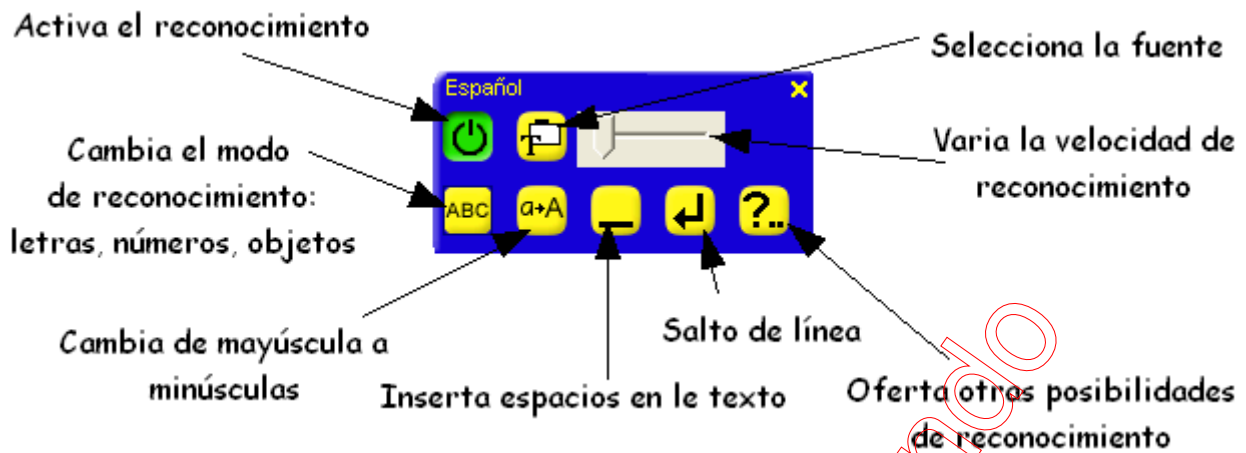 Activa el reconocimiento
Selecciona la fuente
Español
Cambia el modo
de reconocimiento:
letras, números, objetos
Varia la velocidad de
reconocimiento
ABC
a→A
?..
Cambia de mayúscula a
minúsculas
Inserta espacios en le texto
Salto de línea
Oferta otras posibilidades
de reconocimiento
ndo